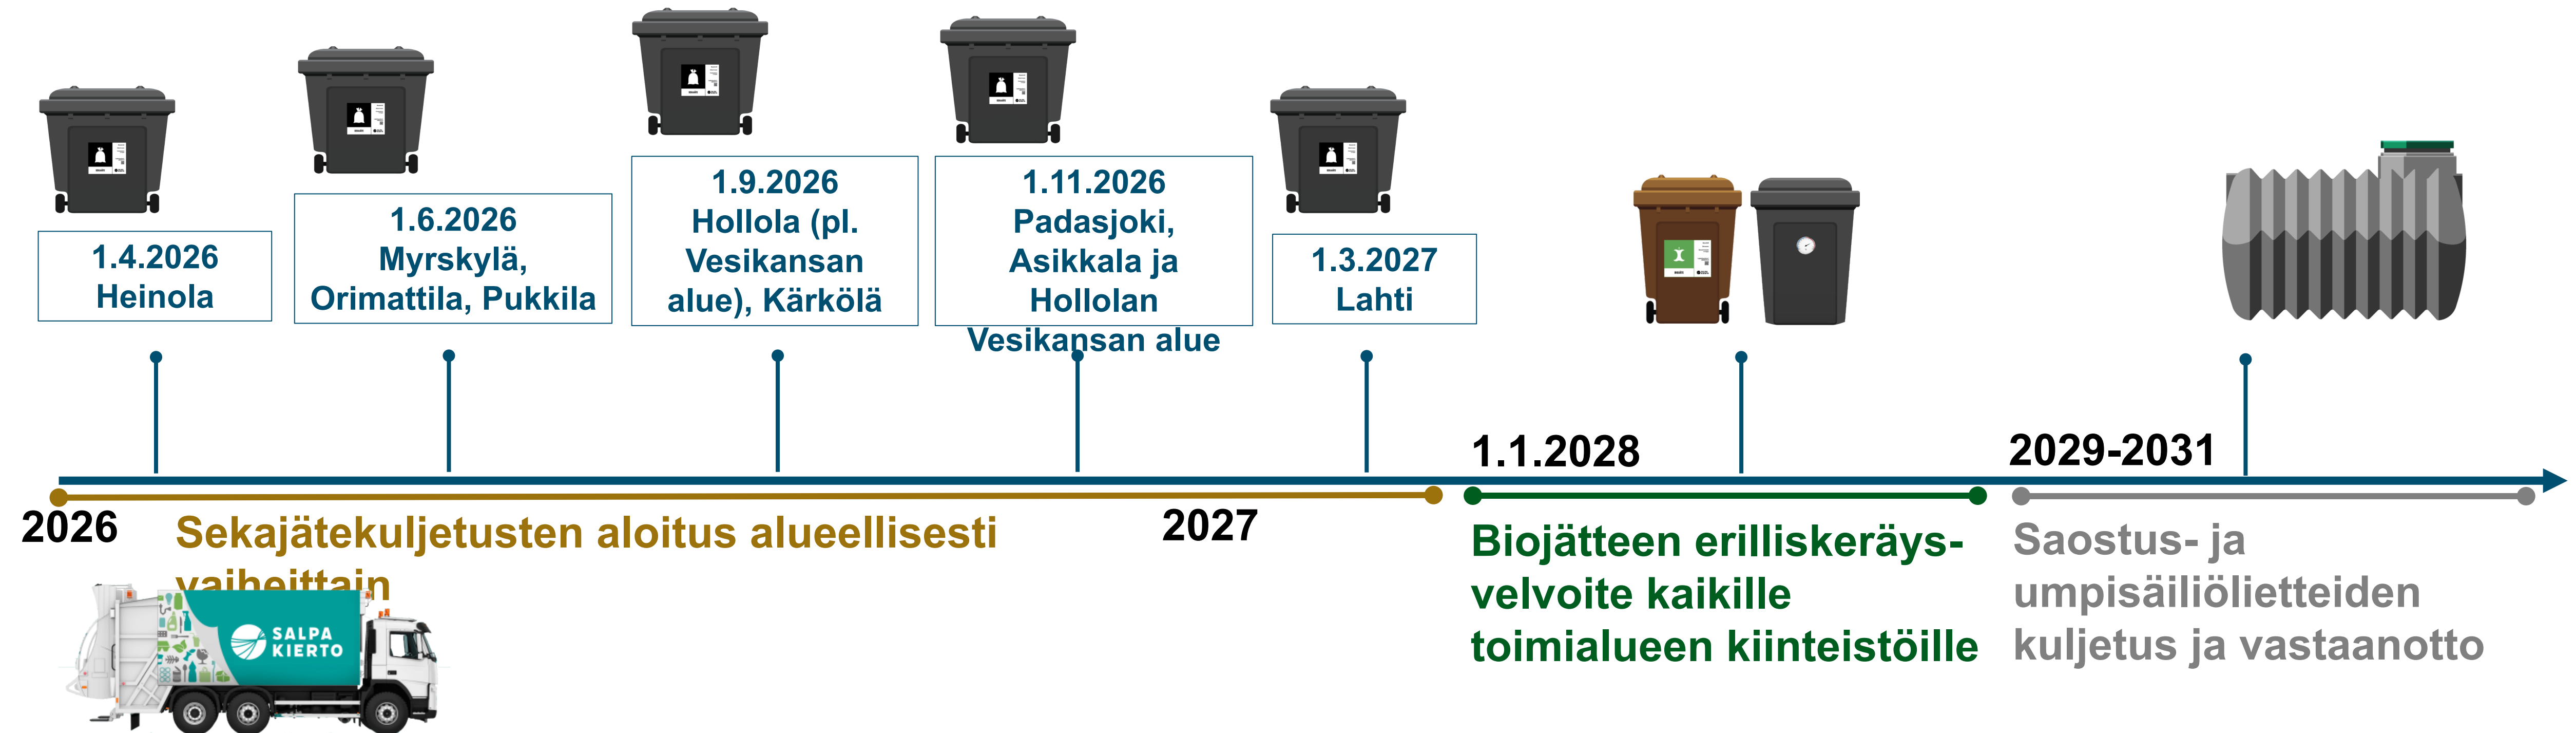 1.4.2026
Heinola
1.6.2026
Myrskylä,
Orimattila, Pukkila
1.9.2026
Hollola (pl.
Vesikansan
alue), Kärkölä
1.11.2026
Padasjoki,
Asikkala ja
Hollolan
Vesikansan alue
1.3.2027
Lahti
1.1.2028
2029-2031
2026
Sekajätekuljetusten aloitus alueellisesti
vaiheittain
2027
Biojätteen erilliskeräys-
velvoite kaikille
toimialueen kiinteistöille
Saostus- ja
umpisäiliölietteiden
kuljetus ja vastaanotto
SALPA
KIERTO